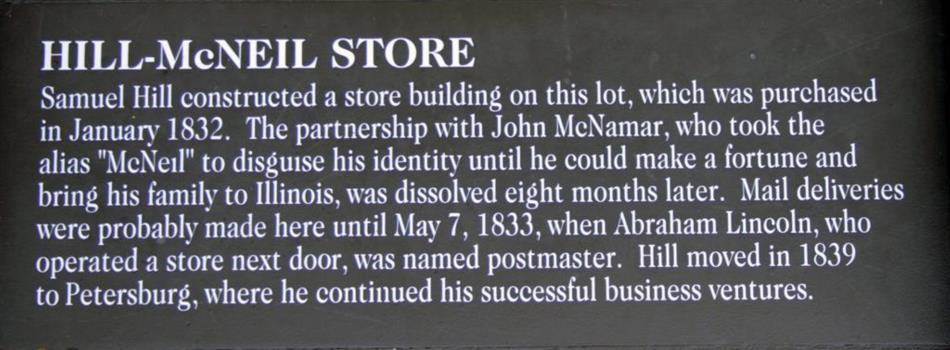 HILL-McNEIL STORE
Samuel Hill constructed a store building on this lot, which was purchased
in January 1832. The partnership with John McNamar, who took the
alias "McNeil" to disguise his identity until he could make a fortune and
bring his family to Illinois, was dissolved eight months later. Mail deliveries
were probably made here until May 7, 1833, when Abraham Lincoln, who
operated a store next door, was named postmaster. Hill moved in 1839
to Petersburg, where he continued his successful business ventures.